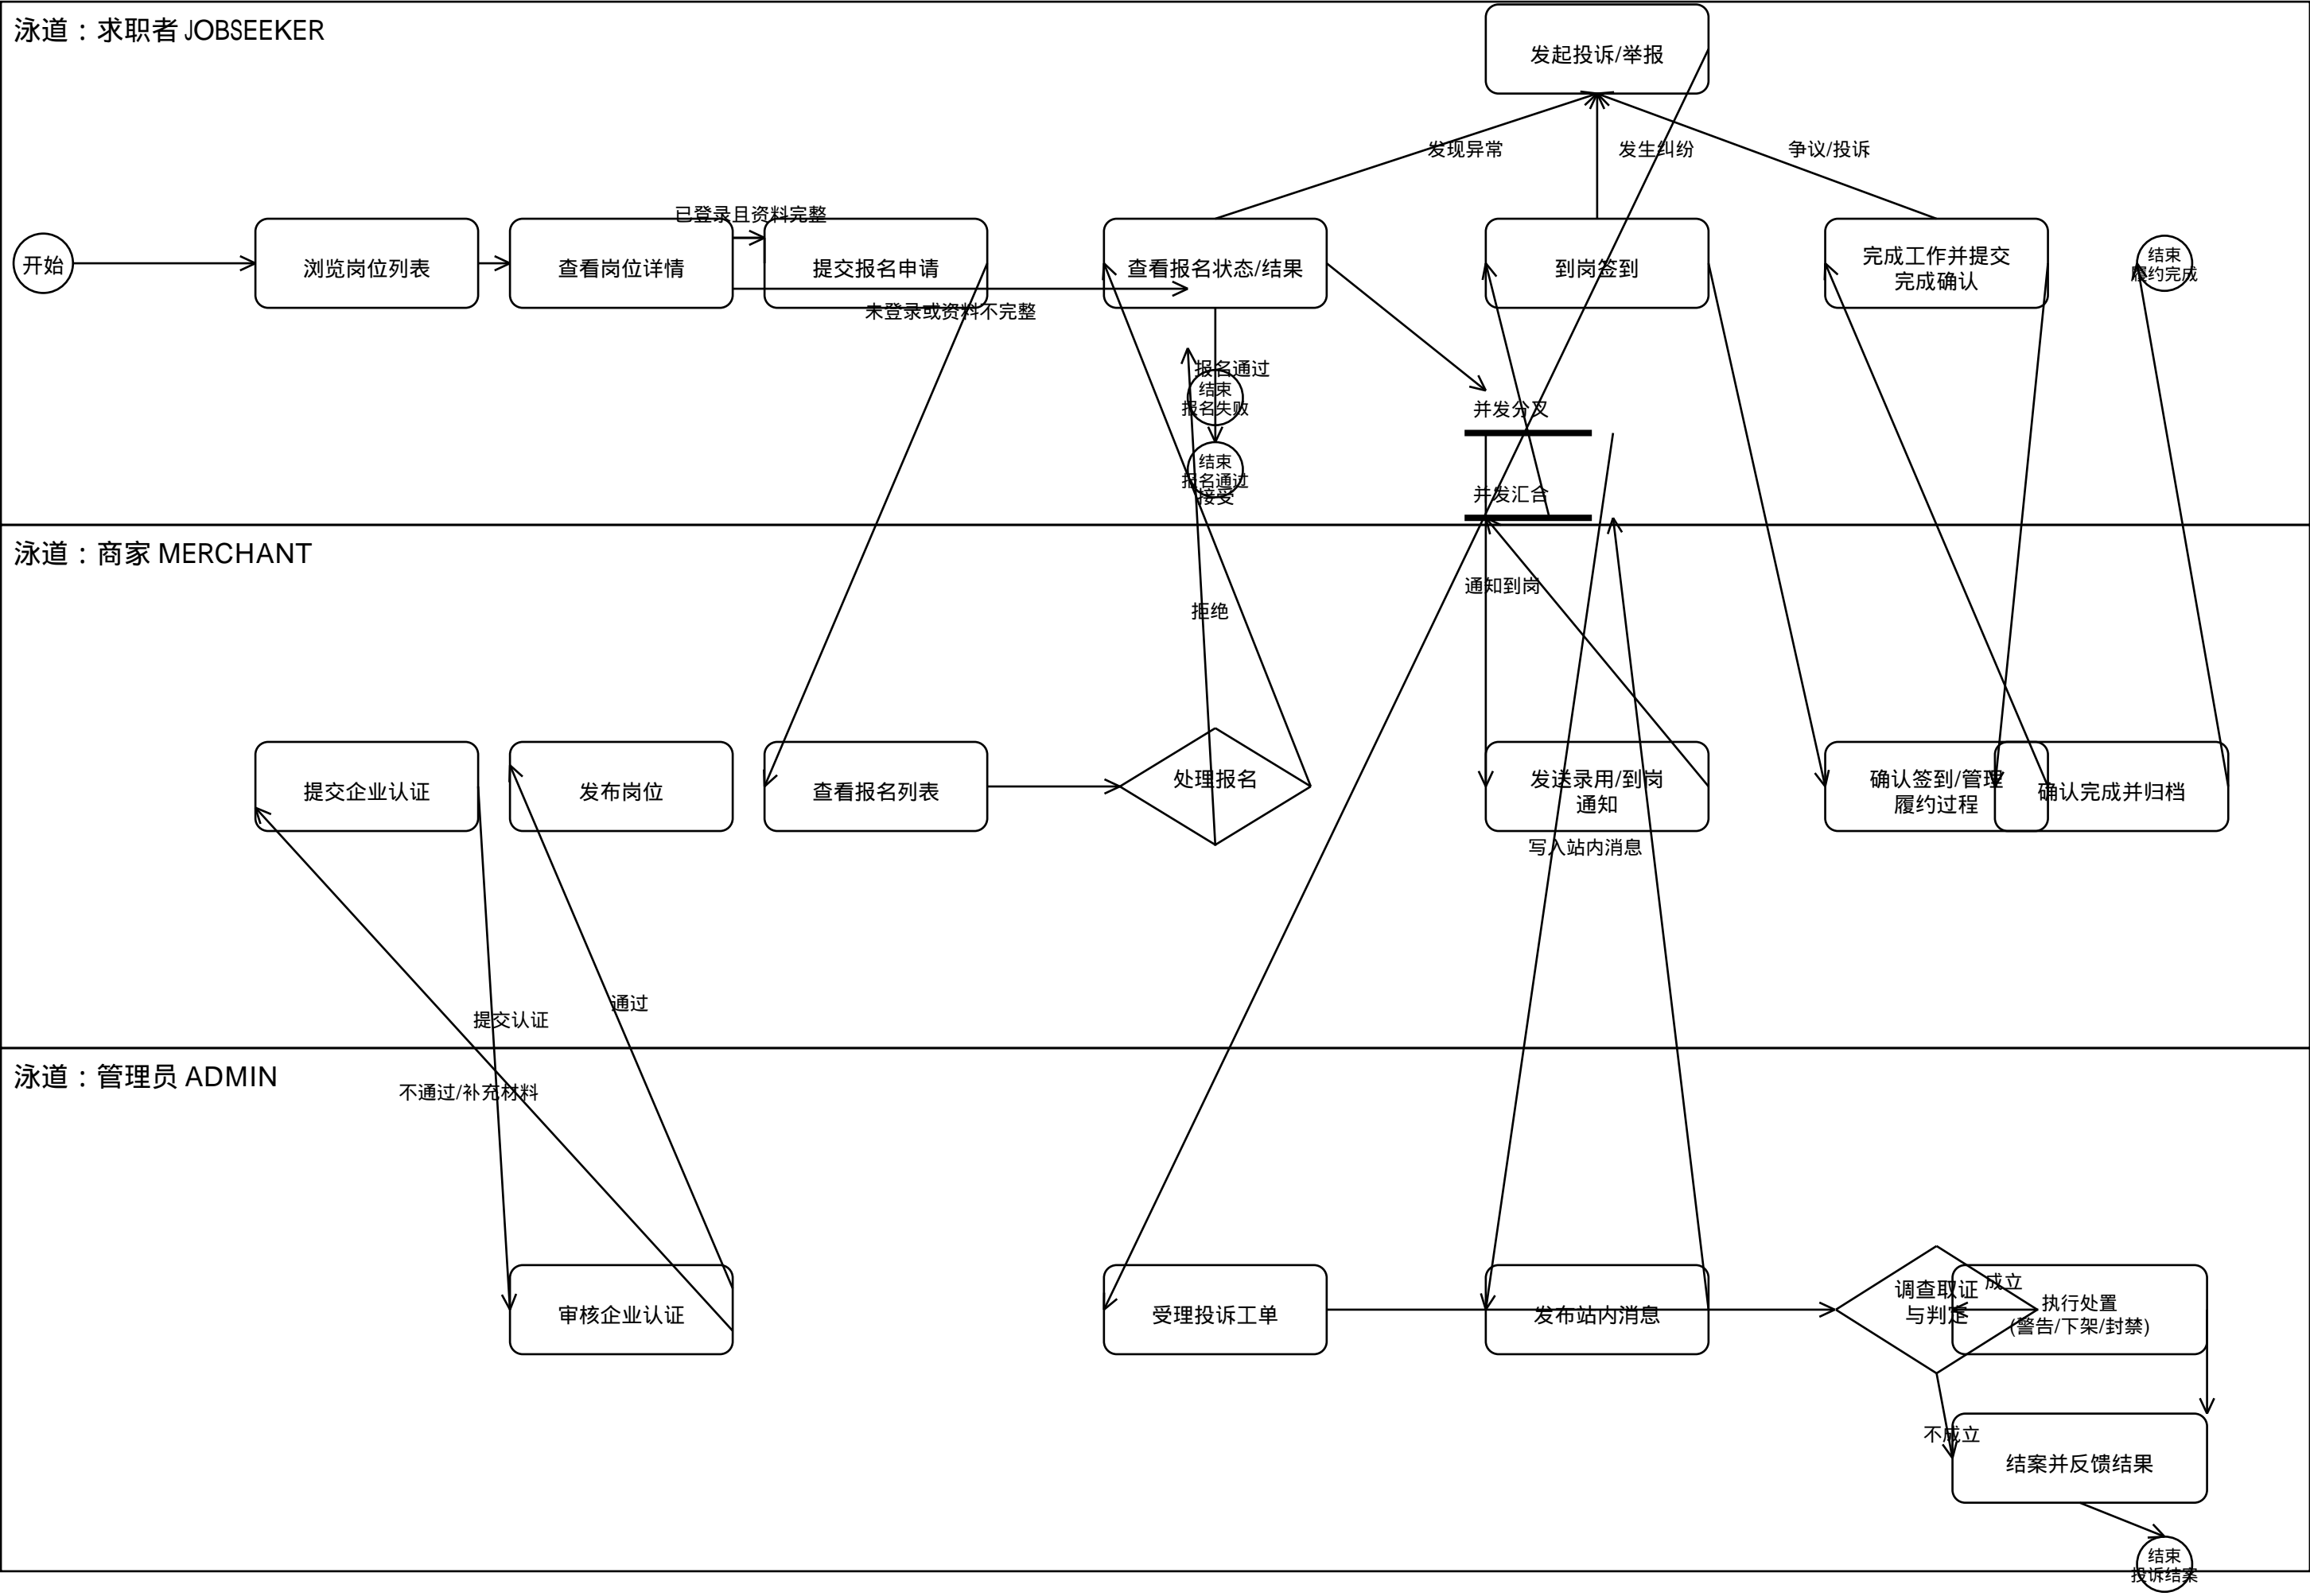 泳道：求职者 JOBSEEKER
发起投诉/举报
发现异常
发生纠纷
争议/投诉
已登录且资料完整
开始
浏览岗位列表
查看岗位详情
提交报名申请
查看报名状态/结果
到岗签到
完成工作并提交
完成确认
结束
履约完成
未登录或资料不完整
报名通过
结束
报名失败
并发分叉
结束
报名通过
接受
并发汇合
泳道：商家 MERCHANT
通知到岗
拒绝
提交企业认证
发布岗位
查看报名列表
处理报名
发送录用/到岗
通知
确认签到/管理
履约过程
确认完成并归档
写入站内消息
通过
提交认证
泳道：管理员 ADMIN
不通过/补充材料
审核企业认证
受理投诉工单
发布站内消息
调查取证
与判定
成立
执行处置
(警告/下架/封禁)
不成立
结案并反馈结果
结束
投诉结案